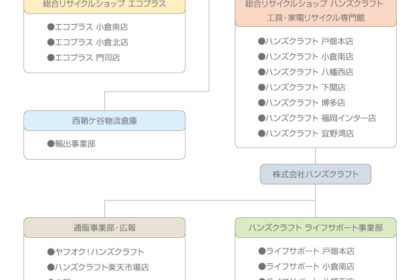 総合リサイクルショップ エコプラス
●エコプラス 小倉南店
●エコプラス 小倉北店
●エコプラス 門司店
総合リサイクルショップ ハンズクラフト
工具・家電リサイクル専門館
●ハンズクラフト 戸畑本店
●ハンズクラフト 小倉南店
●ハンズクラフト 八幡西店
●ハンズクラフト 下関店
●ハンズクラフト 博多店
●ハンズクラフト 福岡インター店
●ハンズクラフト 宜野湾店
西鞘ケ谷物流倉庫
●輸出事業部
株式会社ハンズクラフト
通販事業部・広報
●ヤフオク!ハンズクラフト
●ハンズクラフト楽天市場店
ハンズクラフト ライフサポート事業部
●ライフサポート 戸畑本店
●ライフサポート 小倉南店